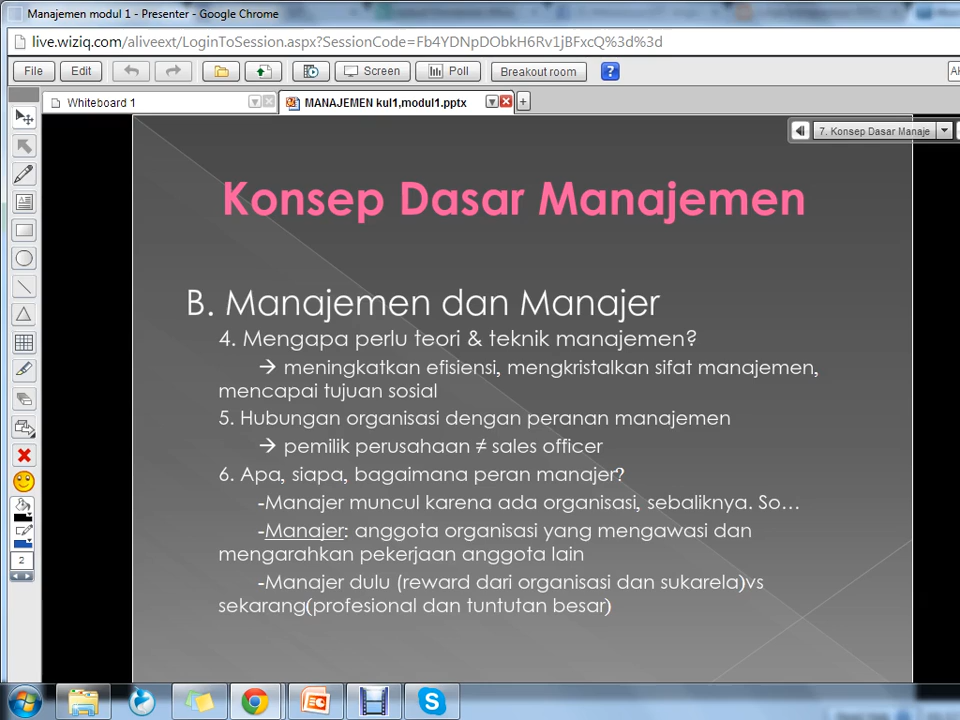 Manajemen modul 1 - Presenter - Google Chrome
live.wiziq.com/aliveext/LoginToSession.aspx?SessionCode=Fb4YDNpDObkH6Rv1jBFxcQ%3d%3d
File Edit Screen Poll Breakout room ?
Whiteboard 1 MANAJEMEN kul1,modul1.pptx +
7. Konsep Dasar Manaje
Konsep Dasar Manajemen
B. Manajemen dan Manajer
4. Mengapa perlu teori & teknik manajemen?
→ meningkatkan efisiensi, mengkristalkan sifat manajemen,
mencapai tujuan sosial
5. Hubungan organisasi dengan peranan manajemen
→ pemilik perusahaan ≠ sales officer
6. Apa, siapa, bagaimana peran manajer?
-Manajer muncul karena ada organisasi, sebaliknya. So…
-Manajer: anggota organisasi yang mengawasi dan
mengarahkan pekerjaan anggota lain
-Manajer dulu (reward dari organisasi dan sukarela)vs
sekarang(profesional dan tuntutan besar)
2